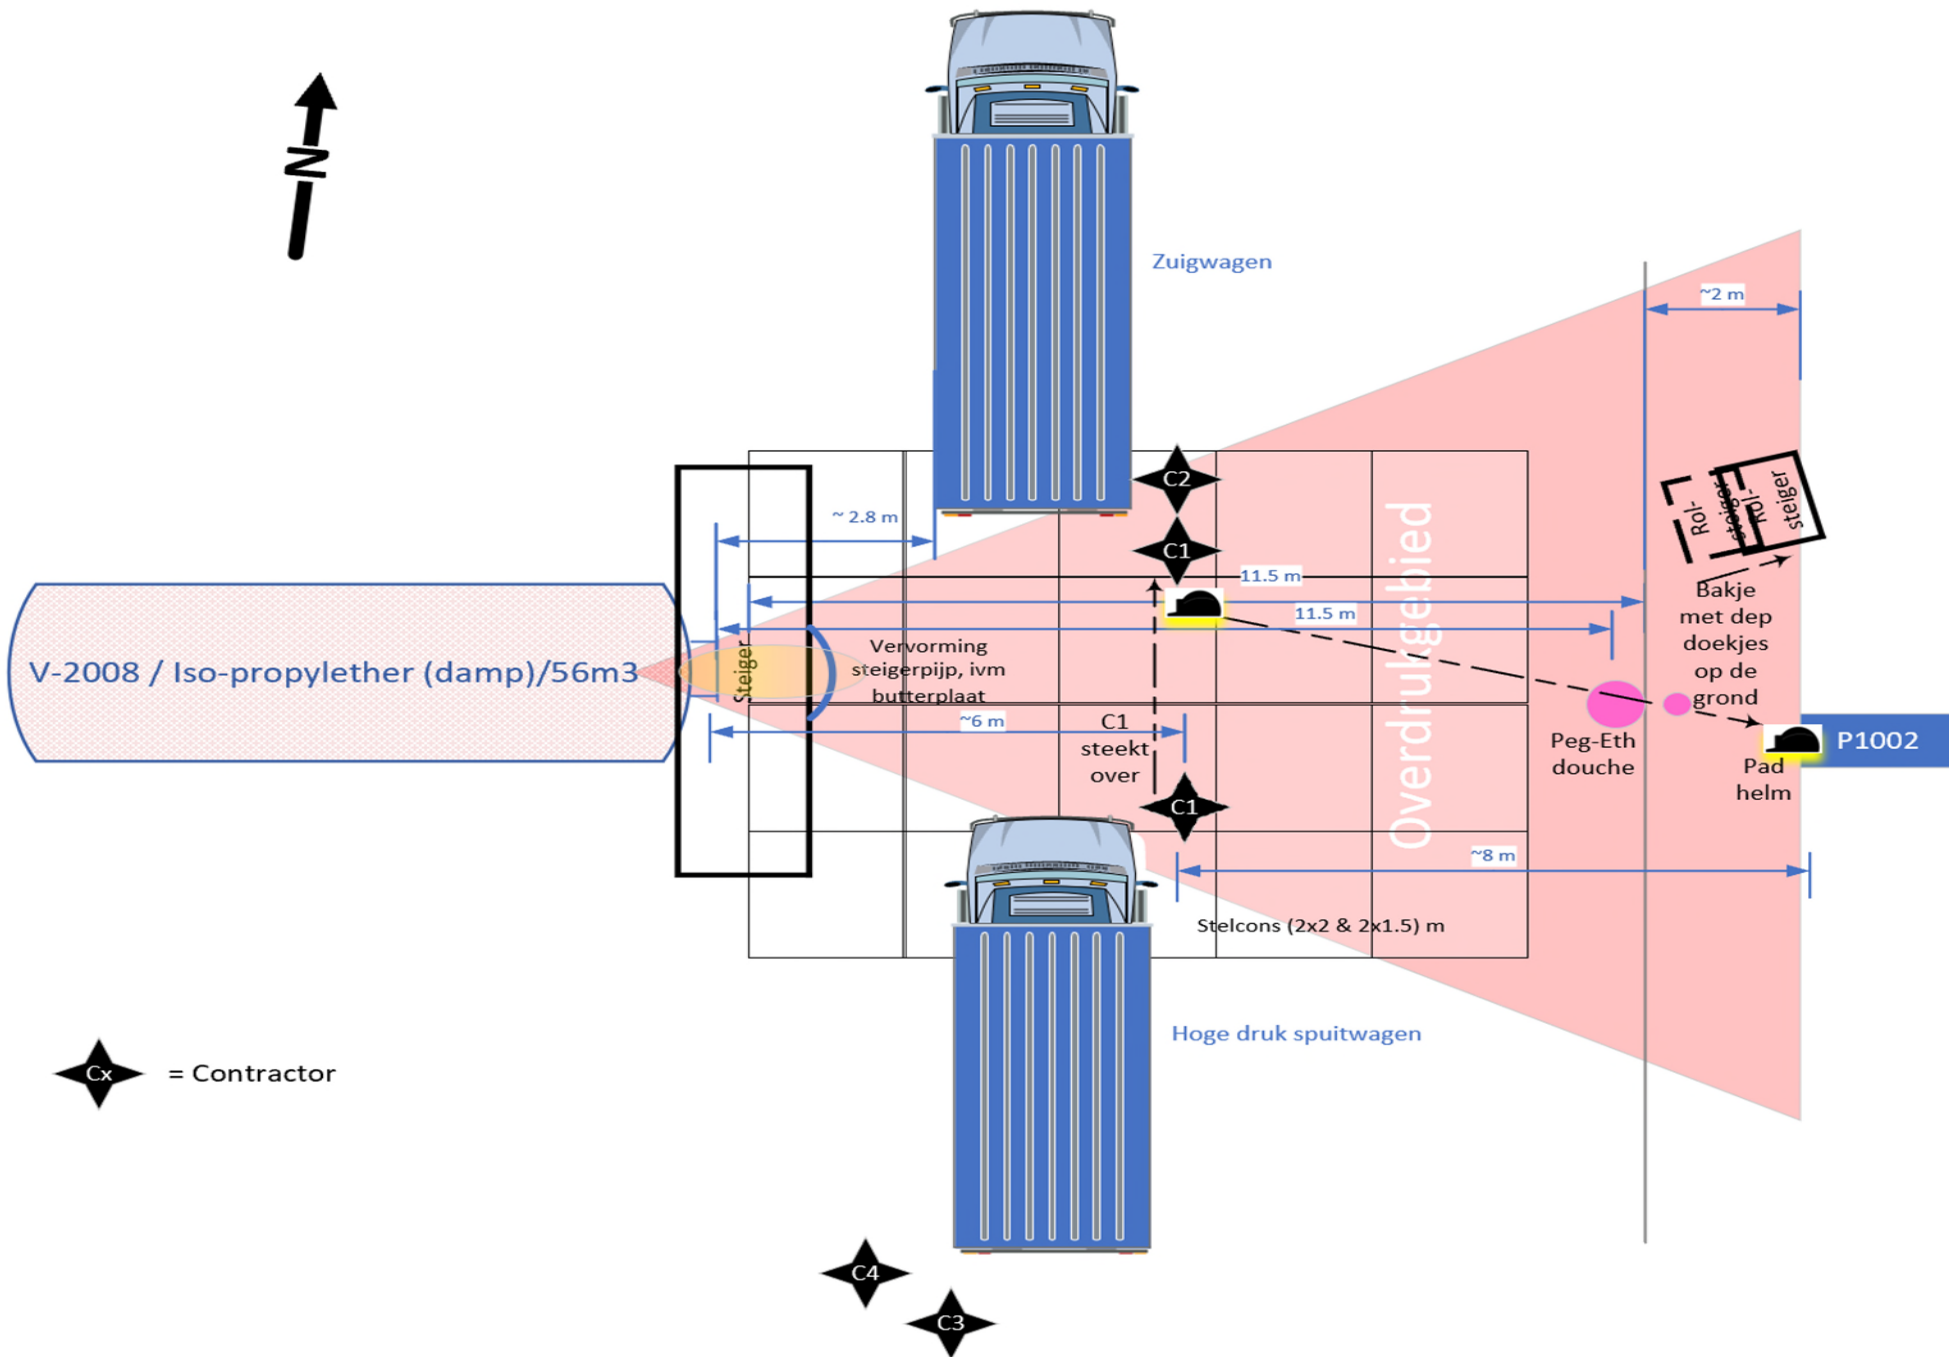 N
Zuigwagen
~2 m
C2
~ 2.8 m
C1
11.5 m
11.5 m
Rol-
steiger
Rol-
steiger
Overdrukgebied
V-2008 / Iso-propylether (damp)/56m3
Steiger
Vervorming
steigerpijp, ivm
butterplaat
Bakje
met dep
doekjes
op de
grond
~6 m
C1
steekt
over
C1
Peg-Eth
douche
P1002
Pad
helm
~8 m
Stelcons (2x2 & 2x1.5) m
Hoge druk spuitwagen
Cx
= Contractor
C4
C3